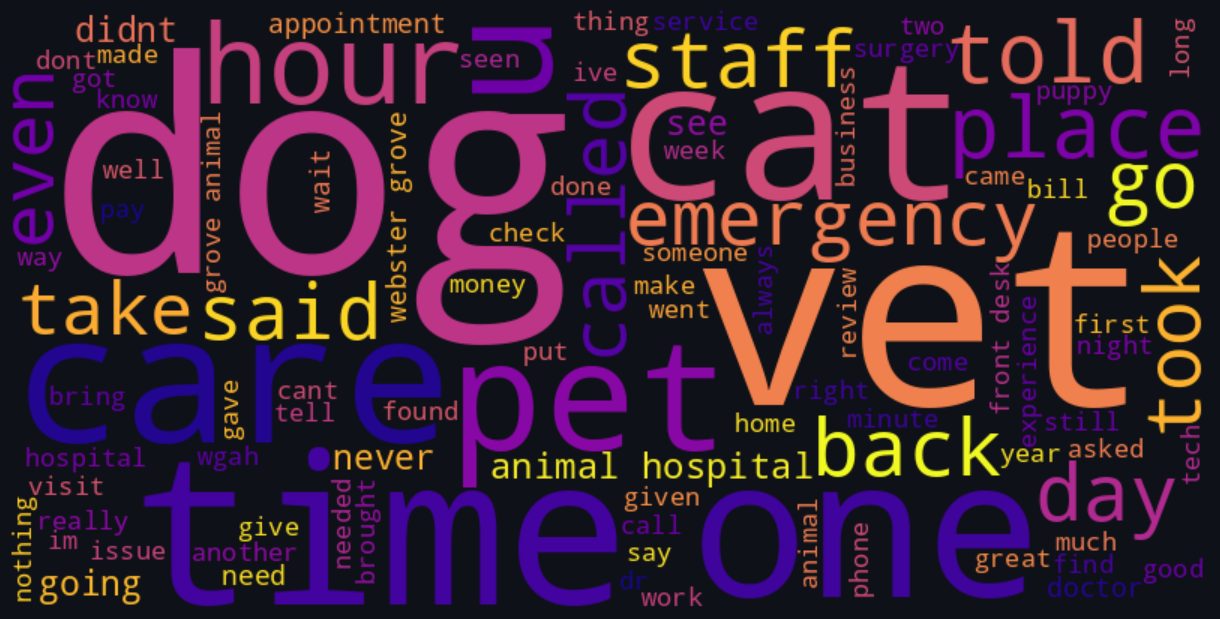 didnt
appointment
thing
service
two
long
dont
made
hour
u
seen
staff
surgery
told
got
know
ive
puppy
even
dog
cat
see
week
business
place
well
pay
grove animal
wait
webster grove
called
done
came
bill
go
way
check
emergency
people
someone
take
said
money
make
went
always
review
vet
front desk
experience
first
night
took
put
come
care
bring
gave
cant
tell
found
pet
right
minute
home
still
back
year
asked
tech
hospital
wgah
never
animal hospital
visit
nothing
really
im
issue
going
time
give
another
need
needed
brought
given
call
say
dr
work
one
animal
phone
day
much
great
find
doctor
good